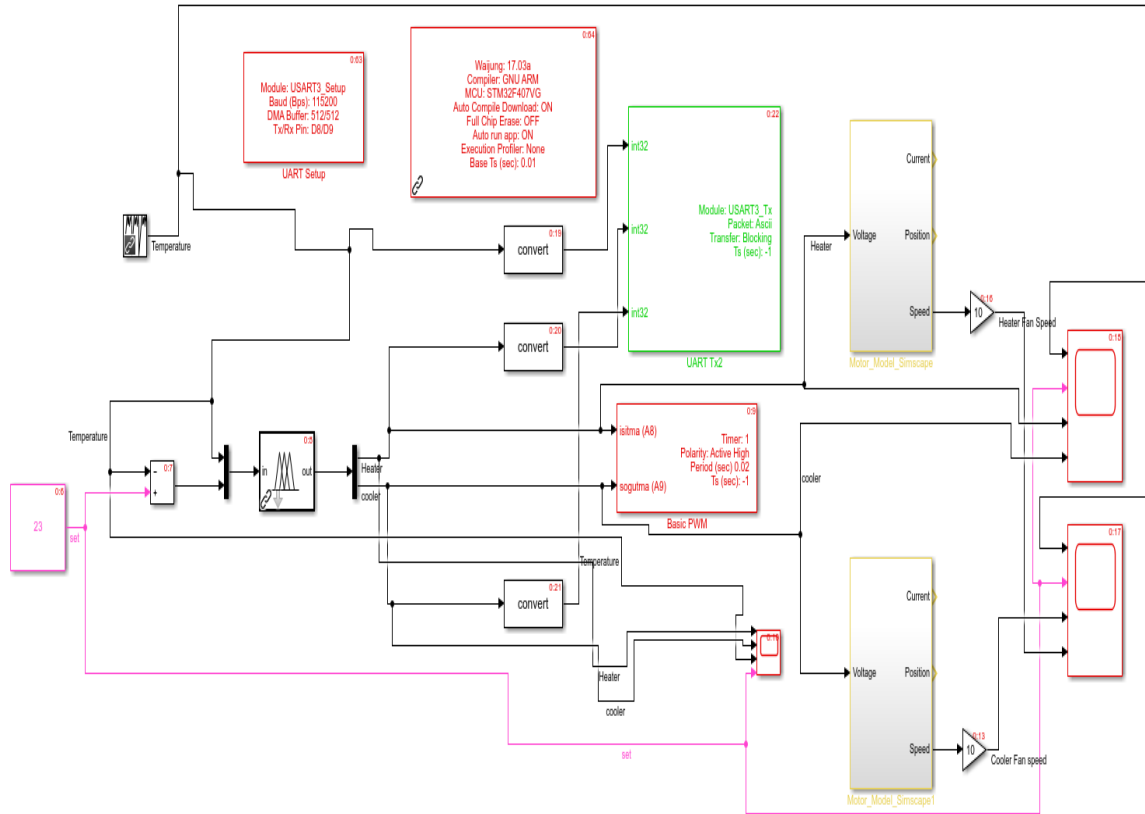 0:63
Module: USART3_Setup
Baud (Bps): 115200
DMA Buffer: 512/512
Tx/Rx Pin: D8/D9
UART Setup
0:64
Waijung: 17.03a
Compiler: GNU ARM
MCU: STM32F407VG
Auto Compile Download: ON
Full Chip Erase: OFF
Auto run app: ON
Execution Profiler: None
Base Ts (sec): 0.01
0:22
int32
int32
int32
Module: USART3_Tx
Packet: Ascii
Transfer: Blocking
Ts (sec): -1
UART Tx2
Current
Voltage
Position
Speed
Motor_Model_Simscape
Heater
0:16
10
Heater Fan Speed
0:15
Temperature
0:19
convert
0:20
convert
Temperature
0:7
−
+
0:5
in
out
Heater
cooler
0:9
isitma (A8)
sogutma (A9)
Timer: 1
Polarity: Active High
Period (sec) 0.02
Ts (sec): -1
Basic PWM
cooler
0:6
23
set
0:17
Temperature
0:21
convert
Heater
cooler
set
Current
Voltage
Position
Speed
Motor_Model_Simscape1
0:13
10
Cooler Fan speed